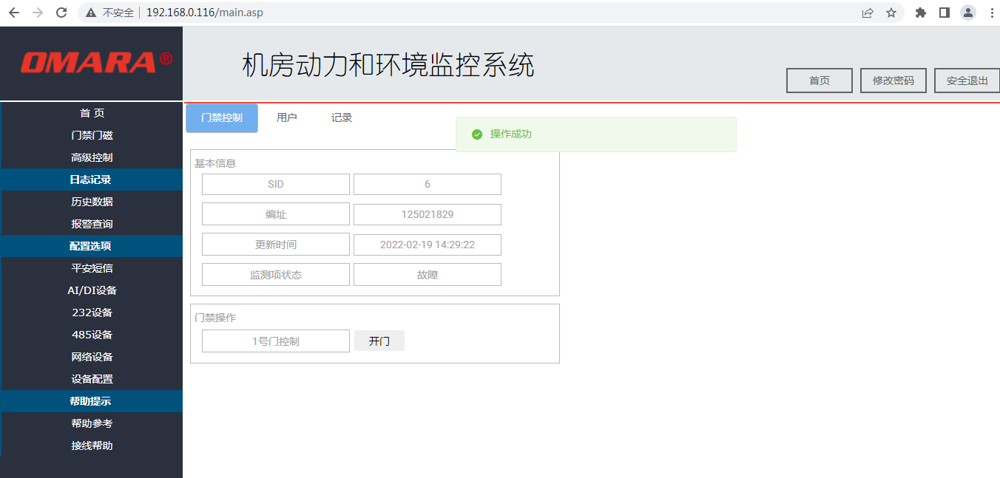 不安全 192.168.0.116/main.asp
OMARA®
机房动力和环境监控系统
首页 修改密码 安全退出
首 页
门禁门磁
高级控制
日志记录
历史数据
报警查询
配置选项
平安短信
AI/DI设备
232设备
485设备
网络设备
设备配置
帮助提示
帮助参考
接线帮助
门禁控制 用户 记录
操作成功
基本信息
SID 6
编址 125021829
更新时间 2022-02-19 14:29:22
监测项状态 故障
门禁操作
1号门控制 开门